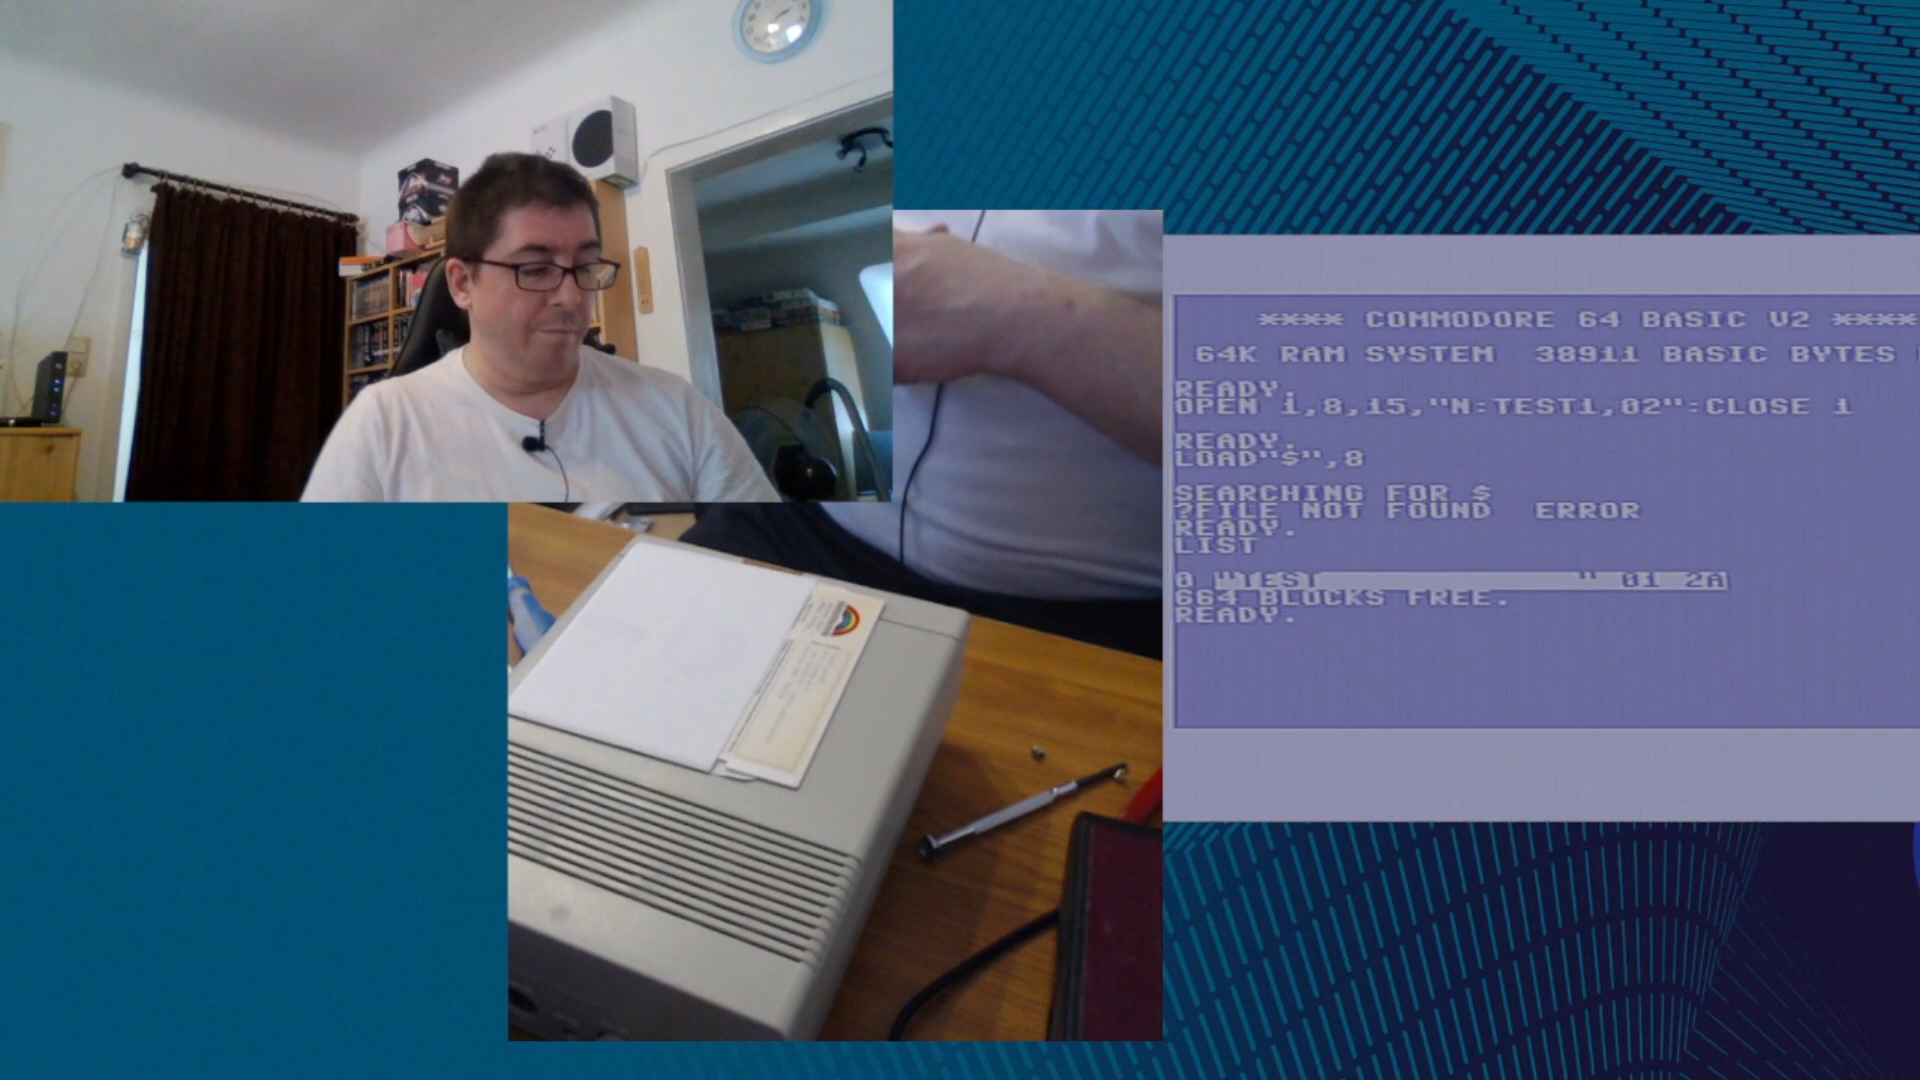 **** COMMODORE 64 BASIC V2 ****
64K RAM SYSTEM 38911 BASIC BYTES
READY.
OPEN 1,8,15,"N:TEST1,02":CLOSE 1
READY.
LOAD"$",8
SEARCHING FOR $
?FILE NOT FOUND ERROR
READY.
LIST
0 "TEST " 01 2A
664 BLOCKS FREE.
READY.